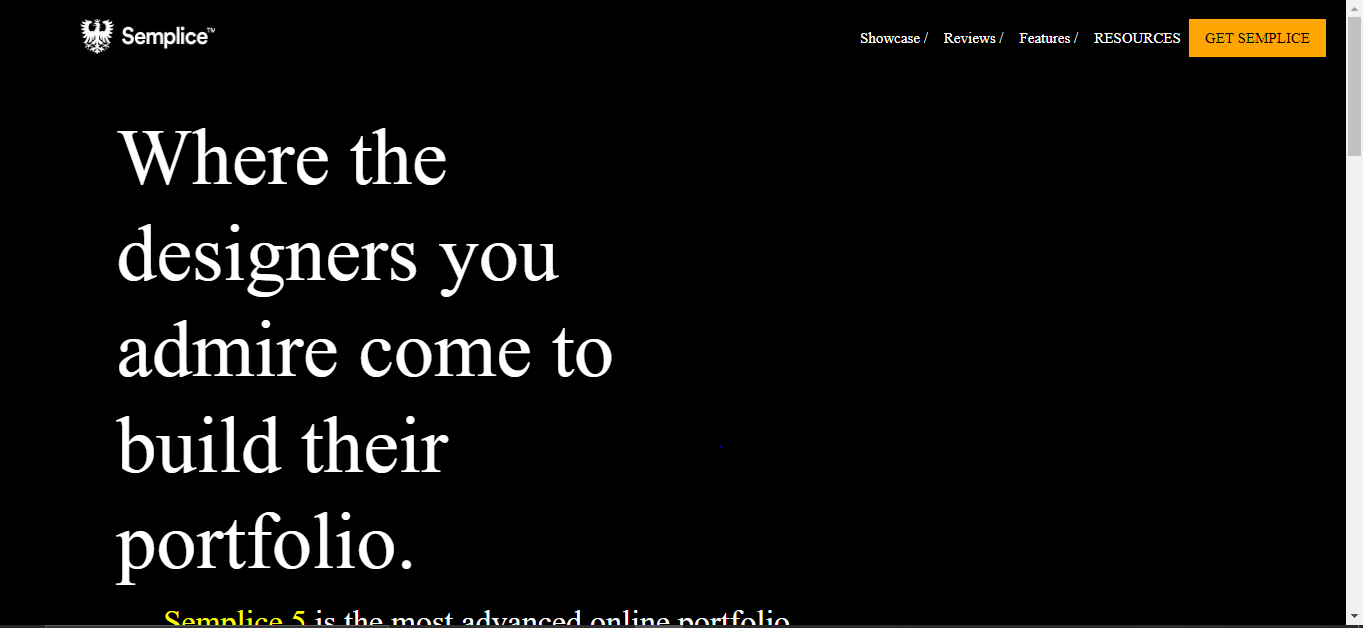 Semplice™
Showcase / Reviews / Features / RESOURCES GET SEMPLICE
Where the
designers you
admire come to
build their
portfolio.
Semplice 5 is the most advanced online portfolio